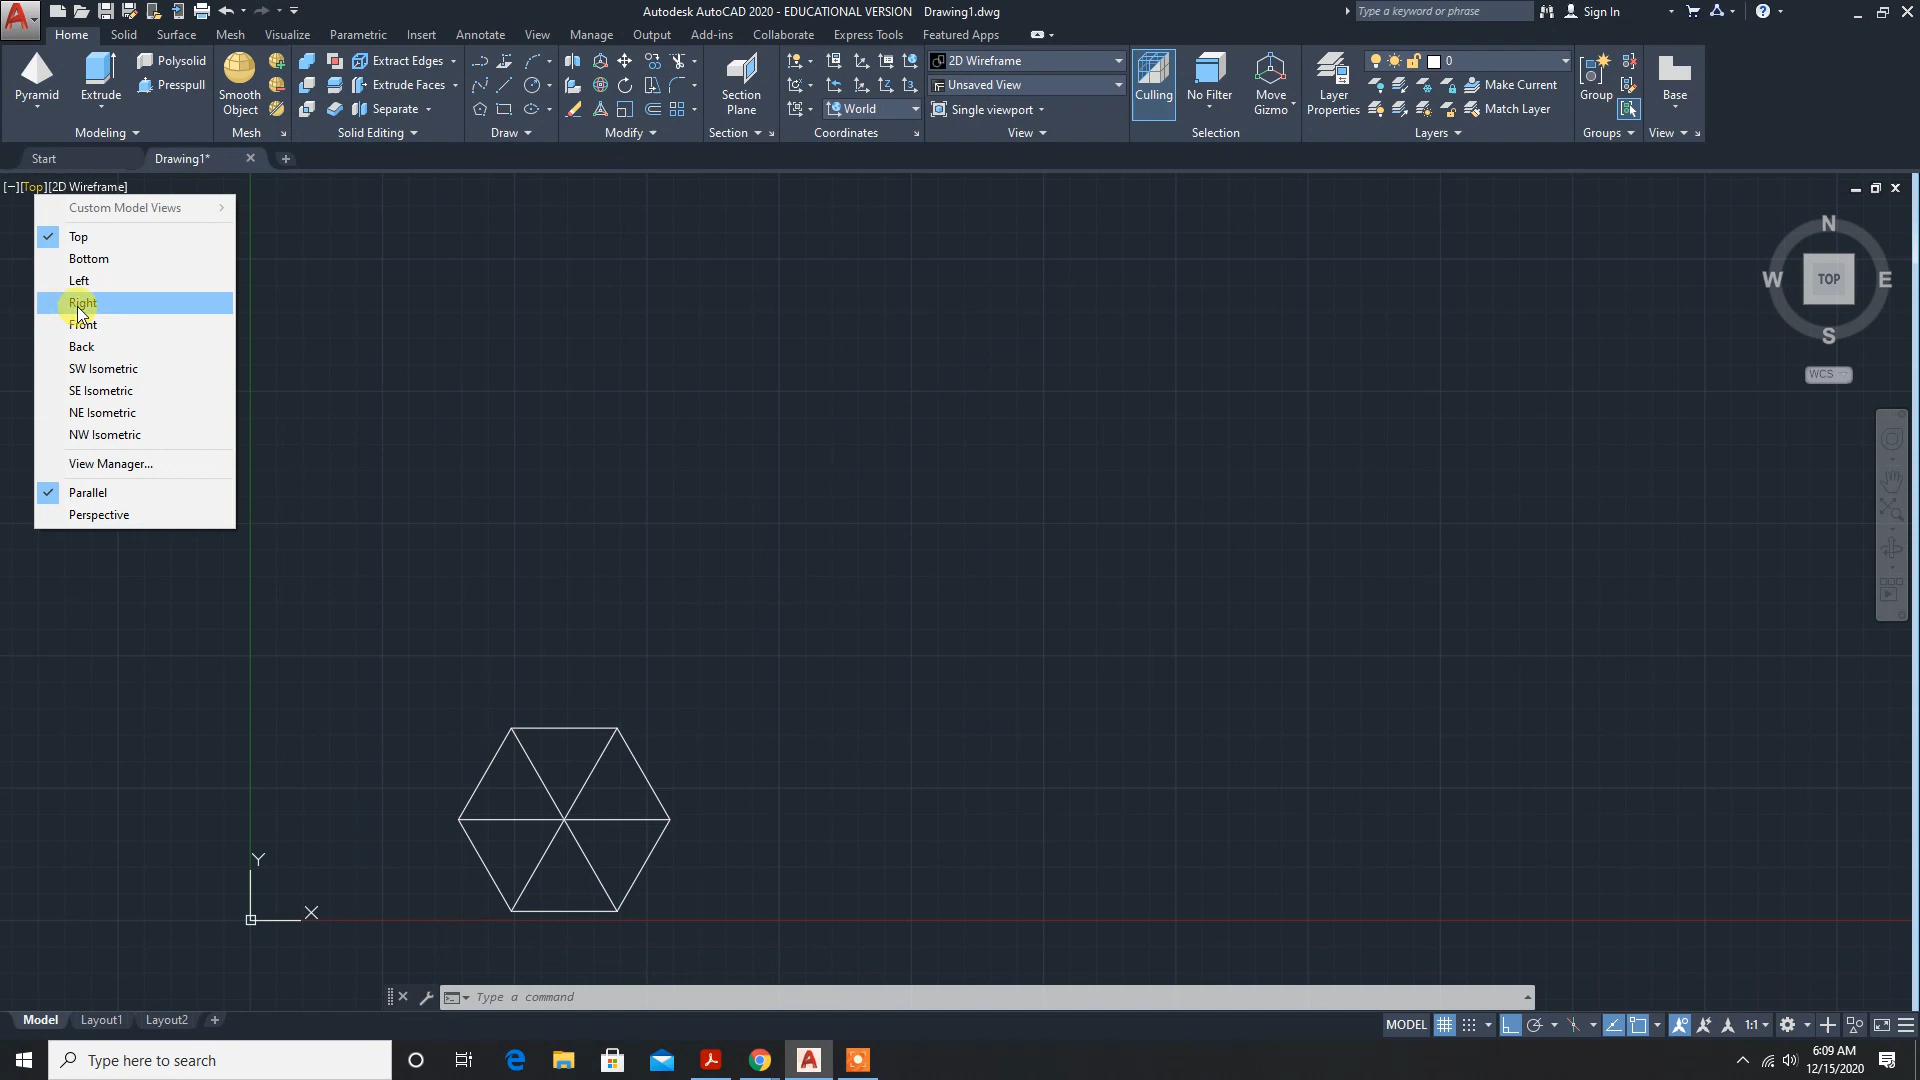 Autodesk AutoCAD 2020 - EDUCATIONAL VERSION Drawing1.dwg
Type a keyword or phrase
Sign In
Home Solid Surface Mesh Visualize Parametric Insert Annotate View Manage Output Add-ins Collaborate Express Tools Featured Apps
Pyramid
Extrude
Polysolid
Presspull
Modeling
Smooth Object
Mesh
Extract Edges
Extrude Faces
Separate
Solid Editing
Draw
Modify
Section Plane
Section
World
Coordinates
2D Wireframe
Unsaved View
Single viewport
View
Culling
No Filter
Move Gizmo
Selection
Layer Properties
0
Make Current
Match Layer
Layers
Group
Groups
Base
View
Start
Drawing1*
[−][Top][2D Wireframe]
Custom Model Views
Top
Bottom
Left
Right
Front
Back
SW Isometric
SE Isometric
NE Isometric
NW Isometric
View Manager...
Parallel
Perspective
N
W TOP E
S
WCS
Y
X
Type a command
Model Layout1 Layout2
MODEL
1:1
Type here to search
6:09 AM
12/15/2020